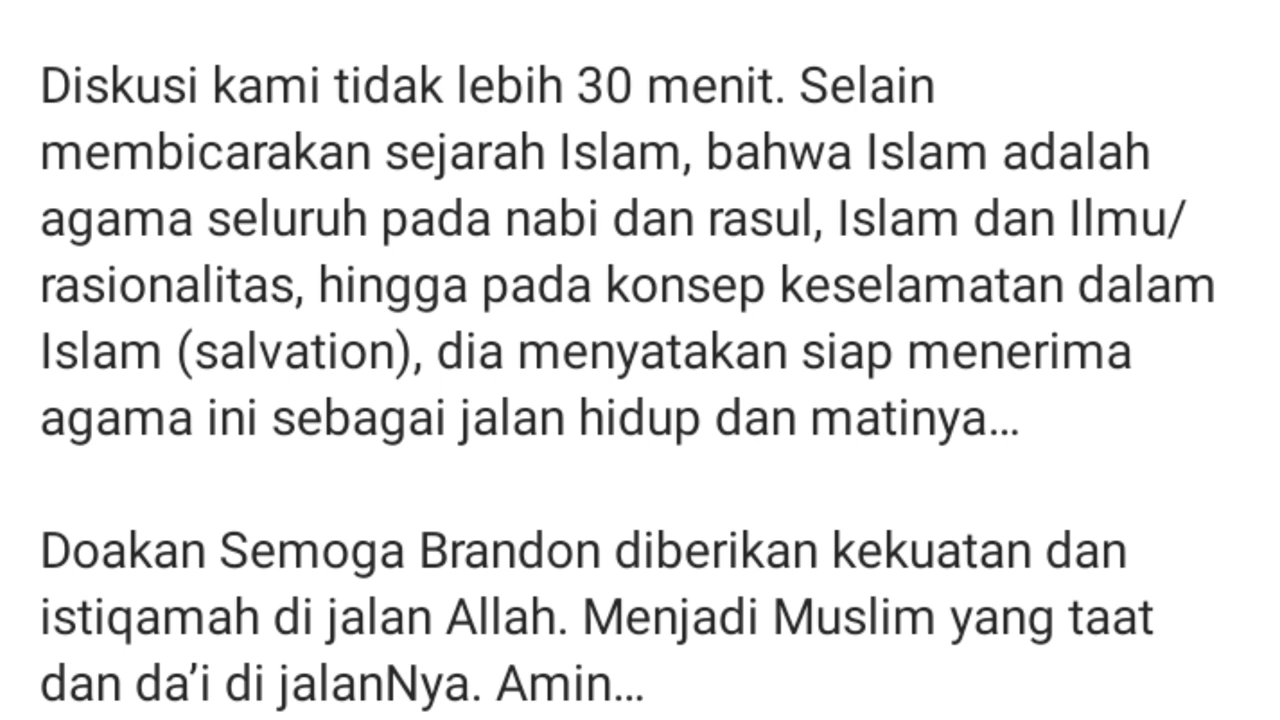 Diskusi kami tidak lebih 30 menit. Selain
membicarakan sejarah Islam, bahwa Islam adalah
agama seluruh pada nabi dan rasul, Islam dan Ilmu/
rasionalitas, hingga pada konsep keselamatan dalam
Islam (salvation), dia menyatakan siap menerima
agama ini sebagai jalan hidup dan matinya...
Doakan Semoga Brandon diberikan kekuatan dan
istiqamah di jalan Allah. Menjadi Muslim yang taat
dan da’i di jalanNya. Amin...